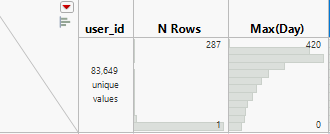 user_id N Rows Max(Day)
287 420
83,649
unique
values
1 0